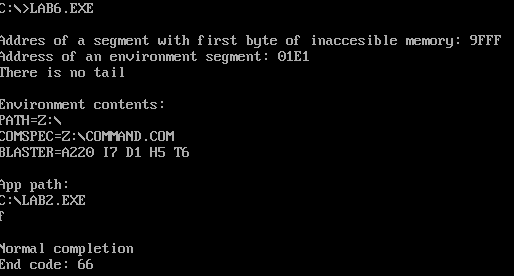 C:\>LAB6.EXE
Addres of a segment with first byte of inaccesible memory: 9FFF
Address of an environment segment: 01E1
There is no tail
Environment contents:
PATH=Z:\
COMSPEC=Z:\COMMAND.COM
BLASTER=A220 I7 D1 H5 T6
App path:
C:\LAB2.EXE
f
Normal completion
End code: 66